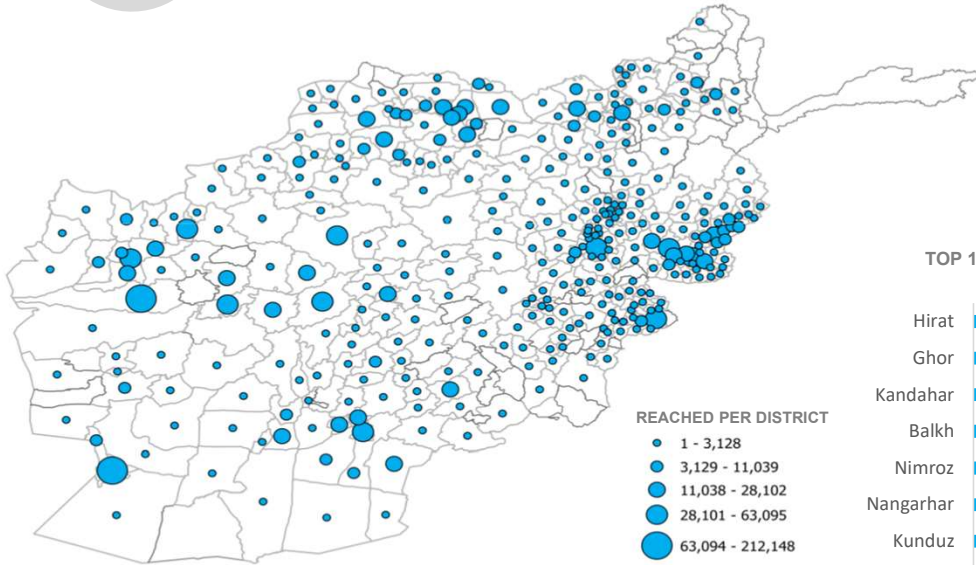 TOP 1
Hirat
Ghor
Kandahar
Balkh
Nimroz
Nangarhar
Kunduz
REACHED PER DISTRICT
1 - 3,128
3,129 - 11,039
11,038 - 28,102
28,101 - 63,095
63,094 - 212,148